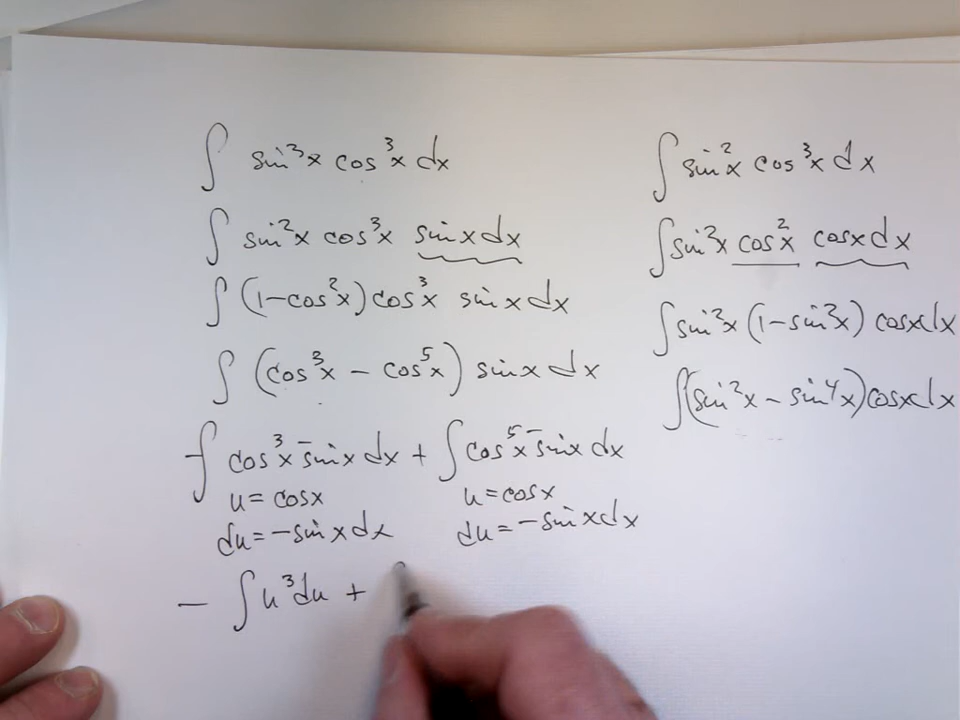 ∫ sin³x cos³x dx
∫ sin²x cos³x sinx dx
∫ (1-cos²x) cos³x sinx dx
∫ (cos³x - cos⁵x) sinx dx
-∫ cos³x -sinx dx + ∫ cos⁵x -sinx dx
u = cosx u = cosx
du = -sinx dx du = -sinx dx
- ∫ u³ du +
∫ sin²x cos³x dx
∫ sin²x cos²x cosx dx
∫ sin²x (1-sin²x) cosx dx
∫ (sin²x - sin⁴x) cosx dx